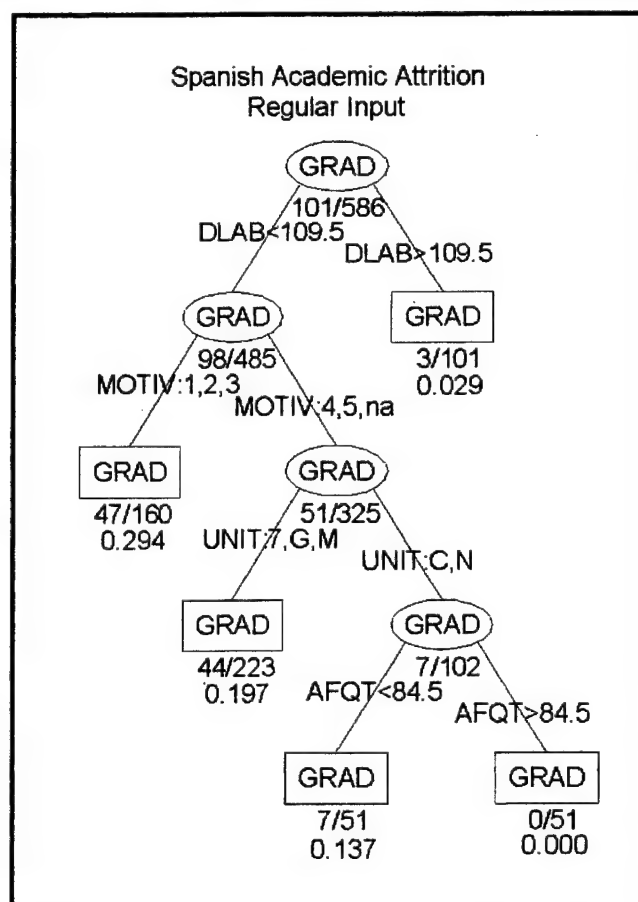 Spanish Academic Attrition
Regular Input
GRAD
101/586
DLAB<109.5
DLAB>109.5
GRAD
98/485
GRAD
3/101
0.029
MOTIV:1,2,3
MOTIV:4,5,na
GRAD
47/160
0.294
GRAD
51/325
UNIT:7,G,M
UNIT:C,N
GRAD
44/223
0.197
GRAD
7/102
AFQT<84.5
AFQT>84.5
GRAD
7/51
0.137
GRAD
0/51
0.000